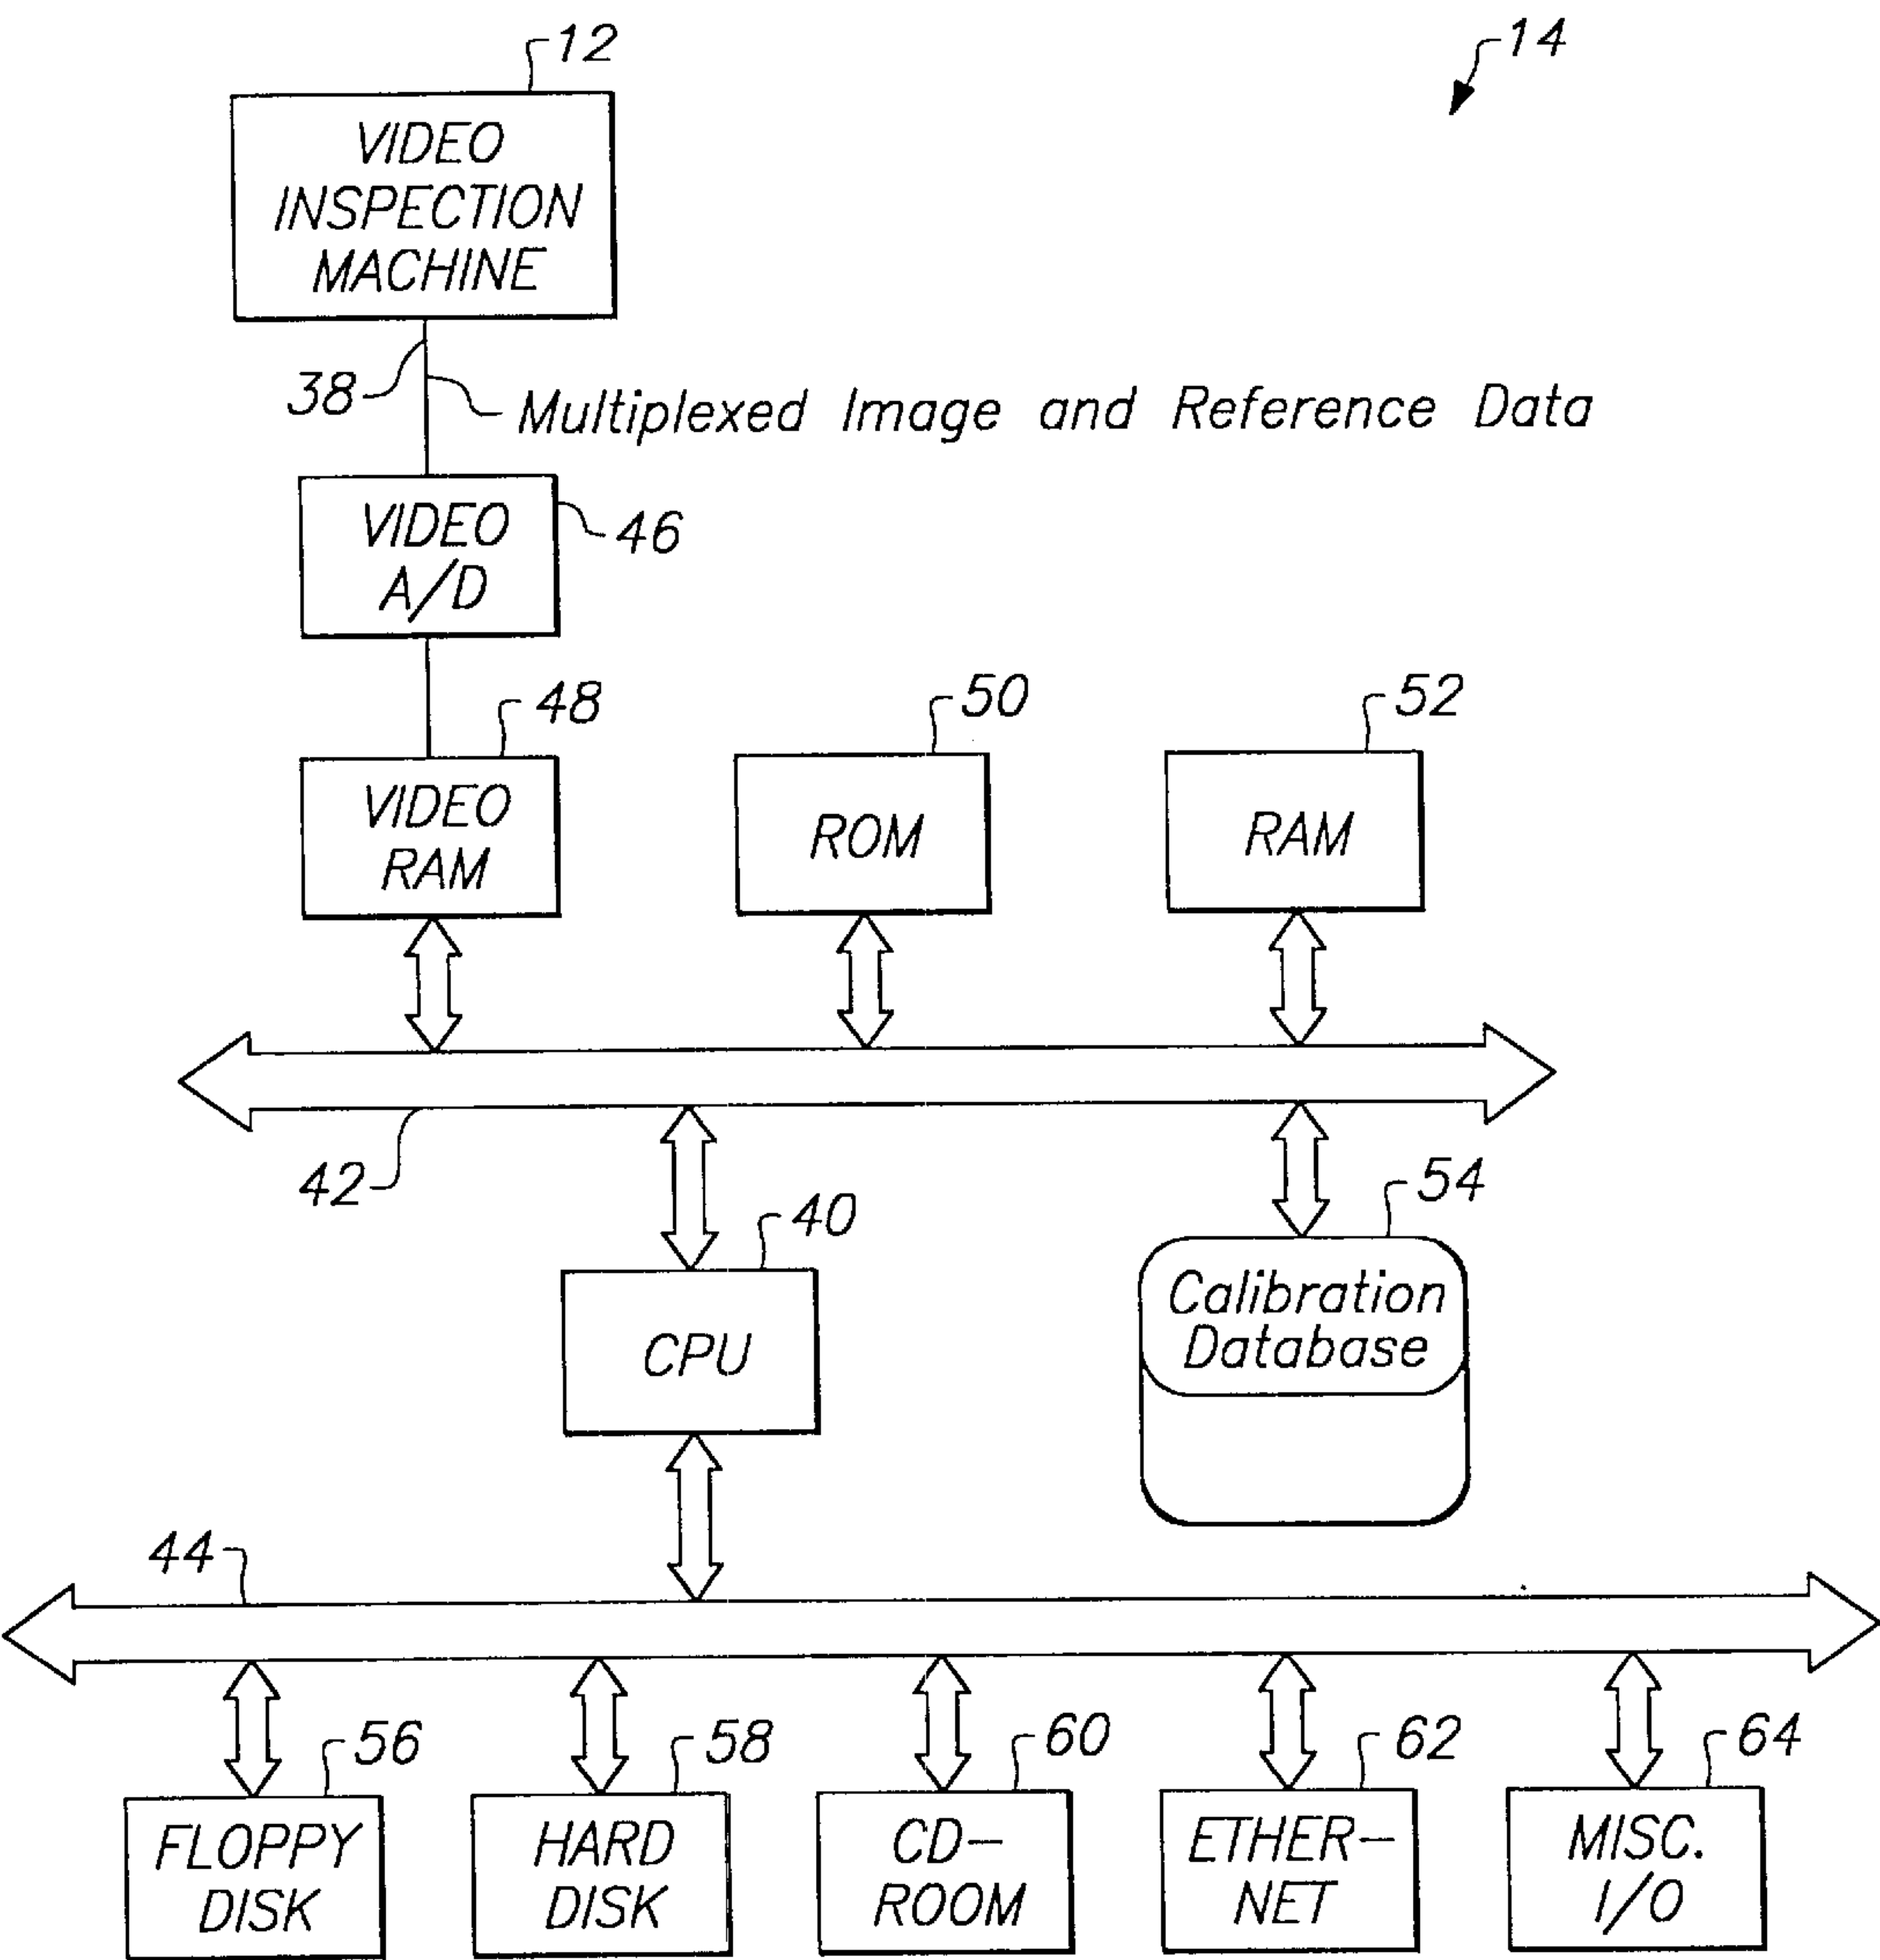 12
14
VIDEO
INSPECTION
MACHINE
38
Multiplexed Image and Reference Data
VIDEO
A/D
46
48
50
52
VIDEO
RAM
ROM
RAM
42
40
54
CPU
Calibration
Database
44
56
58
60
62
64
FLOPPY
DISK
HARD
DISK
CD-
ROOM
ETHER-
NET
MISC.
I/O